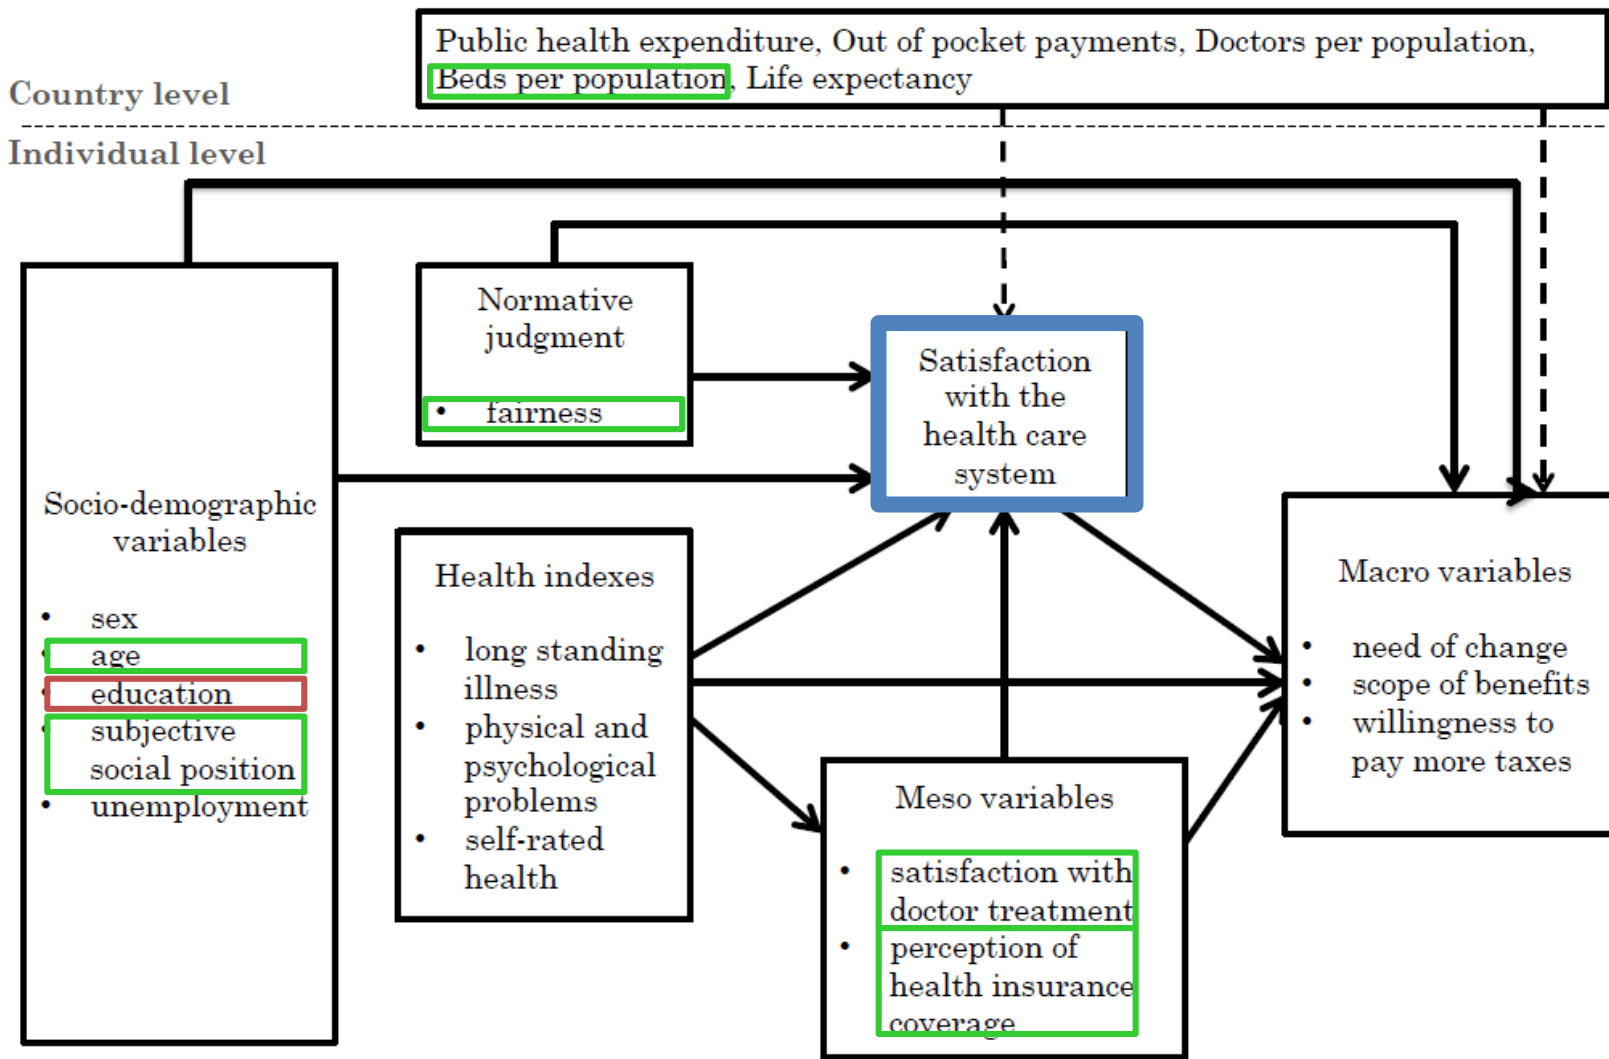 Public health expenditure, Out of pocket payments, Doctors per population,
Beds per population, Life expectancy
Country level
Individual level
Socio-demographic
variables
• sex
• age
• education
• subjective
social position
• unemployment
Normative
judgment
• fairness
Health indexes
• long standing
illness
• physical and
psychological
problems
• self-rated
health
Satisfaction
with the
health care
system
Meso variables
• satisfaction with
doctor treatment
• perception of
health insurance
coverage
Macro variables
• need of change
• scope of benefits
• willingness to
pay more taxes